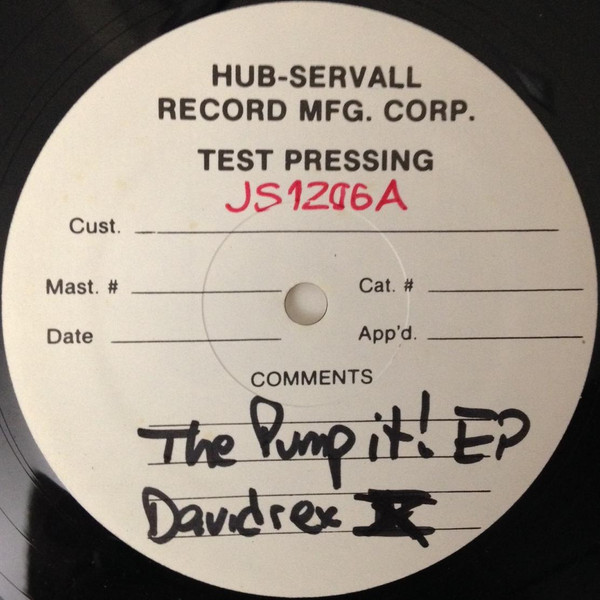 HUB-SERVALL
RECORD MFG. CORP.
TEST PRESSING
JS1206A
Cust.
Mast. # Cat. #
Date App'd.
COMMENTS
The Pump it! EP
Davidrex